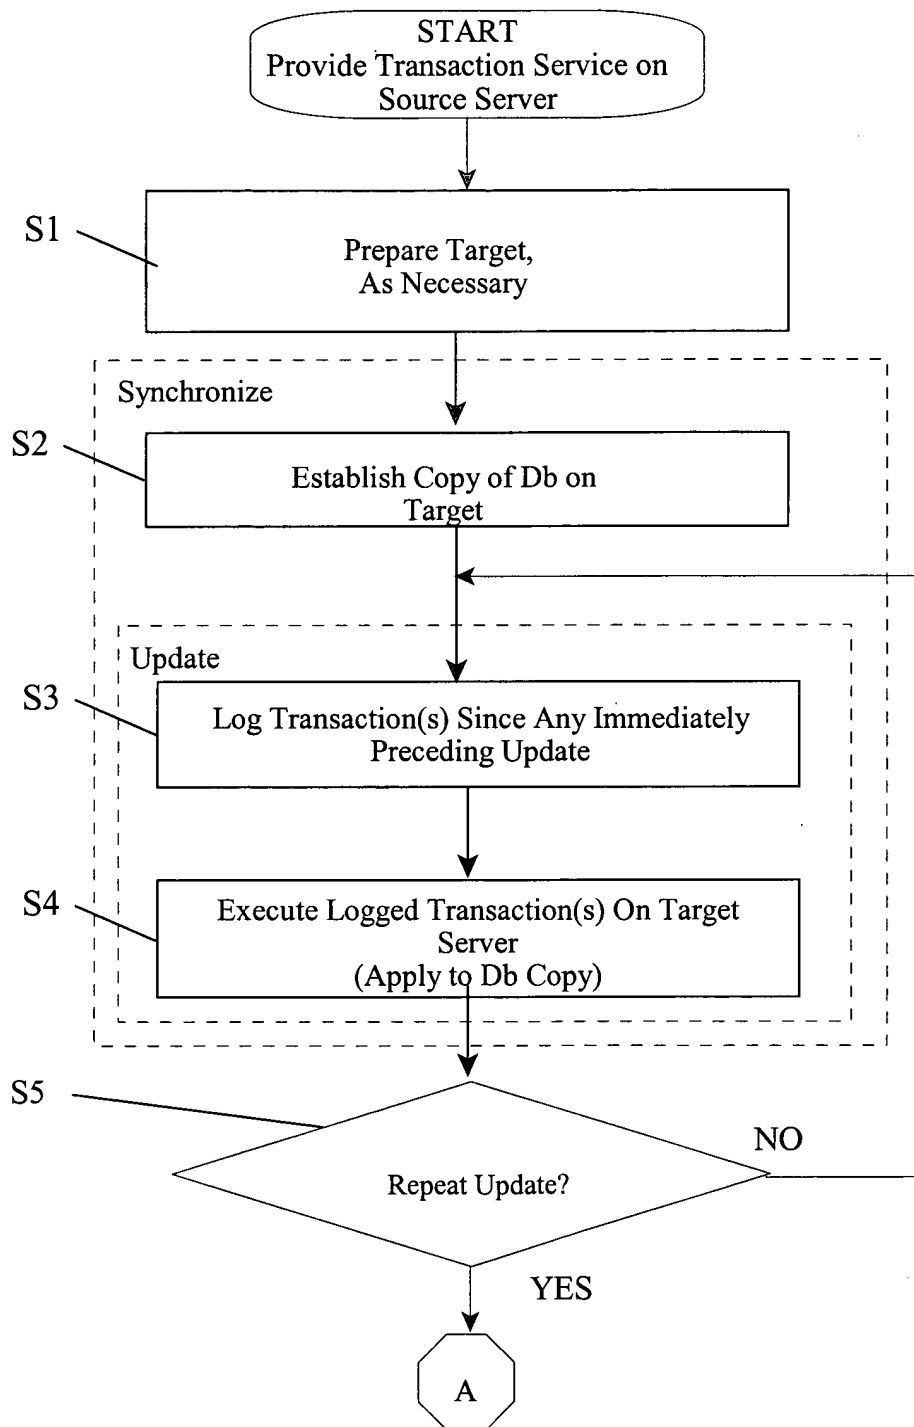 START
Provide Transaction Service on
Source Server
S1
Prepare Target,
As Necessary
Synchronize
S2
Establish Copy of Db on
Target
Update
S3
Log Transaction(s) Since Any Immediately
Preceding Update
S4
Execute Logged Transaction(s) On Target
Server
(Apply to Db Copy)
S5
NO
Repeat Update?
YES
A